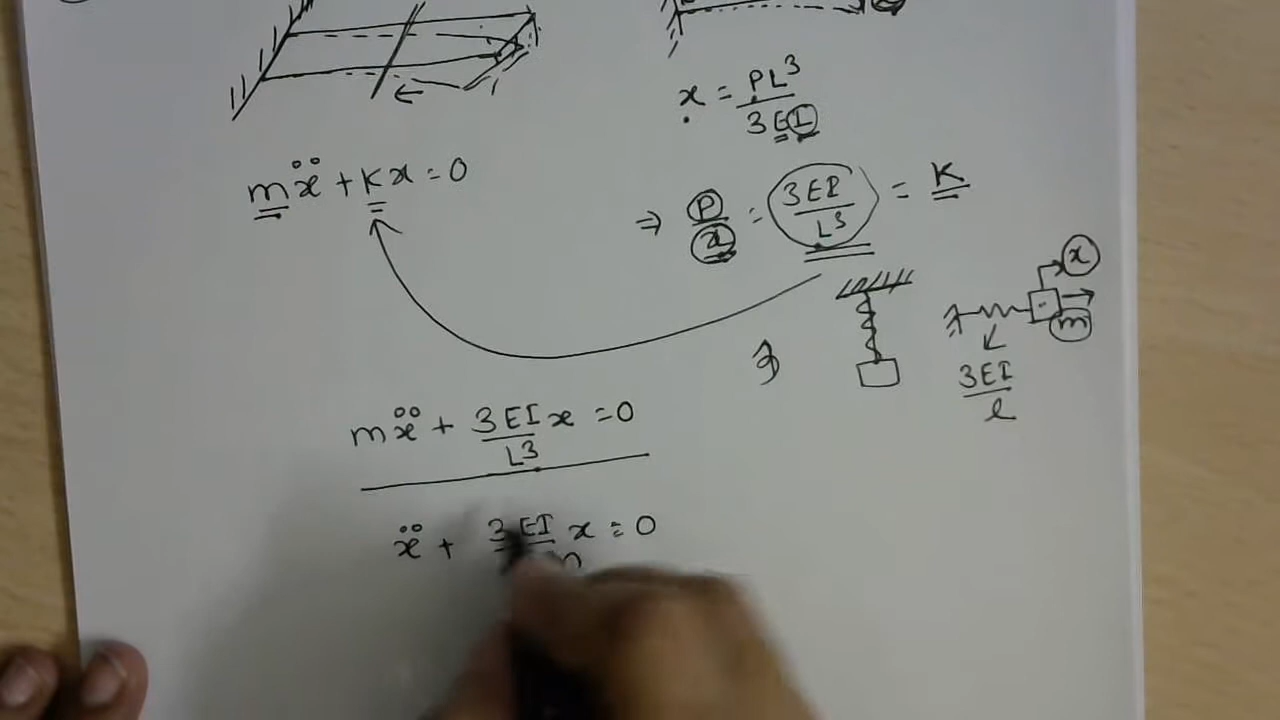 x = PL³/3EI
mẍ + Kx = 0
⇒ P/x = 3EI/L³ = K
x
m
3EI/l
mẍ + 3EI/L³ x = 0
ẍ + 3EI/m x = 0